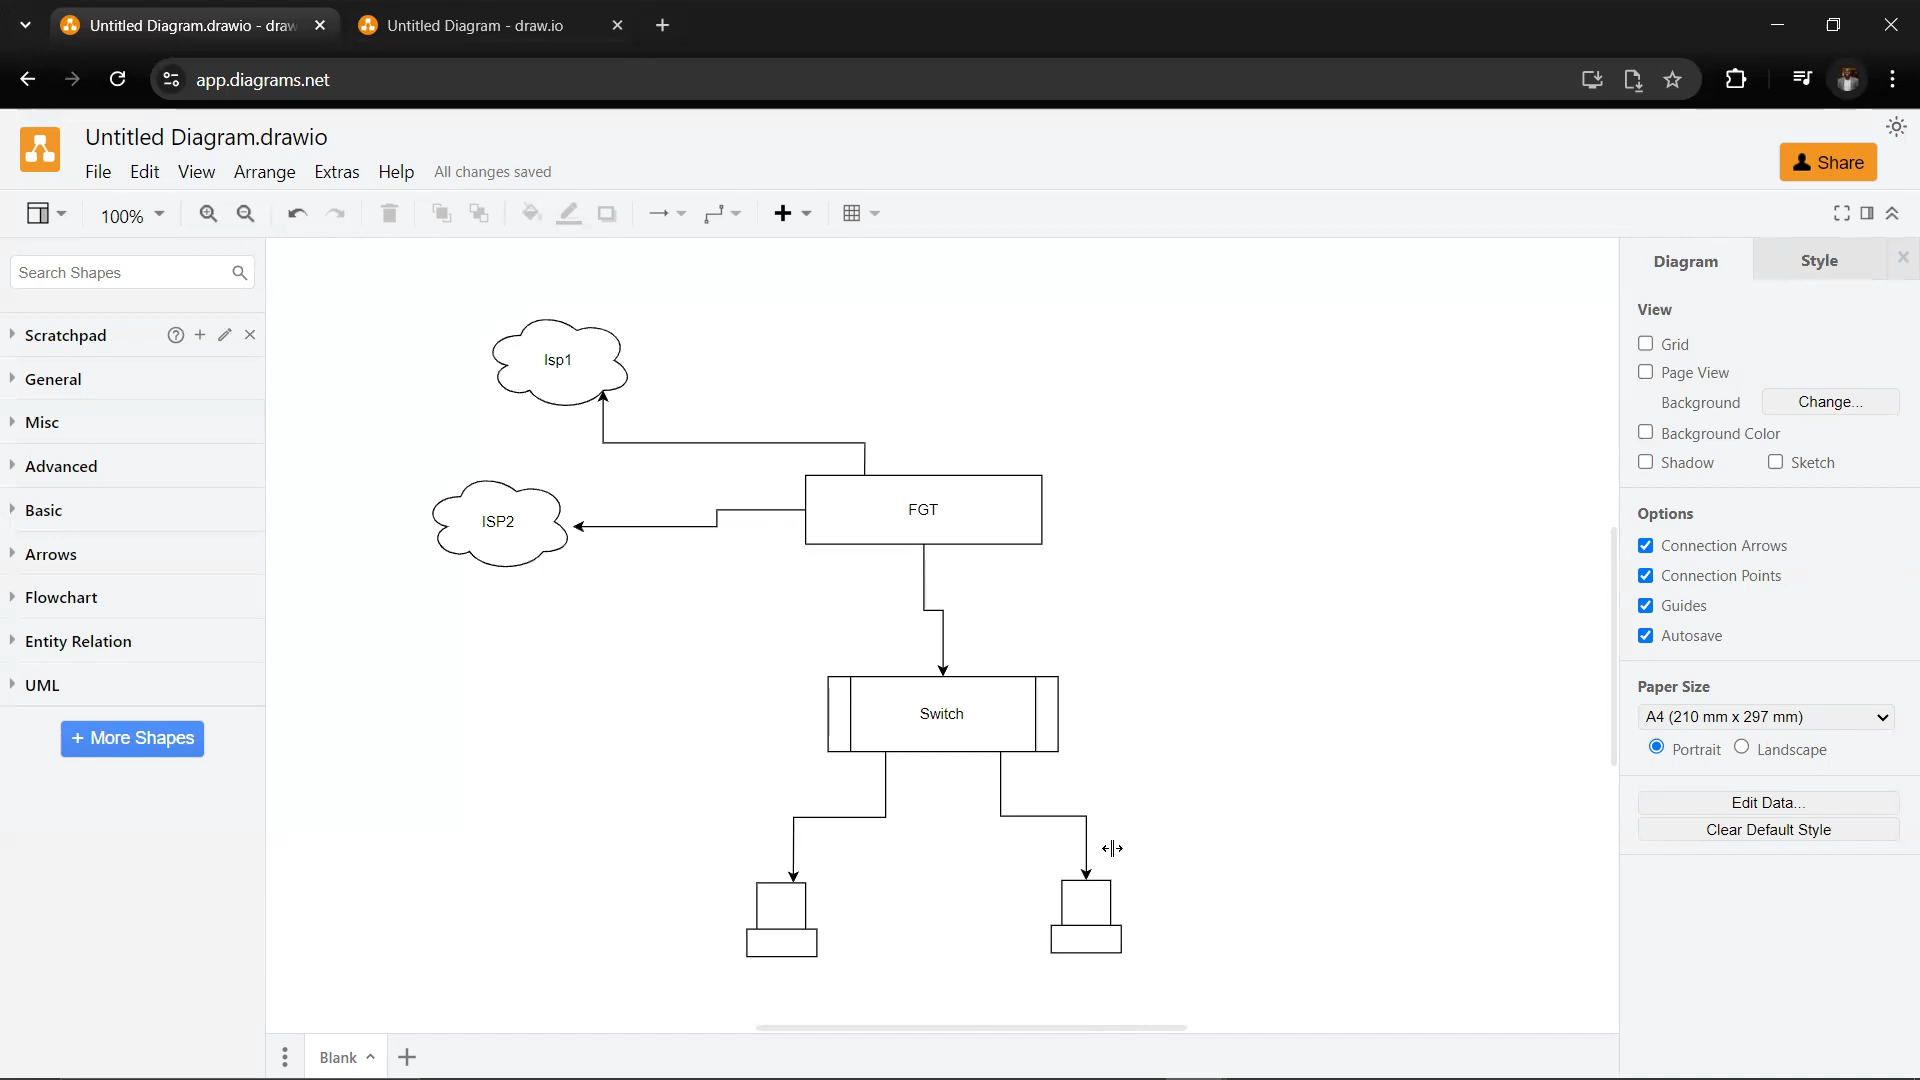 Untitled Diagram.drawio - draw
Untitled Diagram - draw.io
app.diagrams.net
Untitled Diagram.drawio
File Edit View Arrange Extras Help All changes saved
Share
100%
Search Shapes
Scratchpad
General
Misc
Advanced
Basic
Arrows
Flowchart
Entity Relation
UML
+ More Shapes
Isp1
ISP2
FGT
Switch
Blank
Diagram
Style
View
Grid
Page View
Background
Change...
Background Color
Shadow
Sketch
Options
Connection Arrows
Connection Points
Guides
Autosave
Paper Size
A4 (210 mm x 297 mm)
Portrait
Landscape
Edit Data...
Clear Default Style